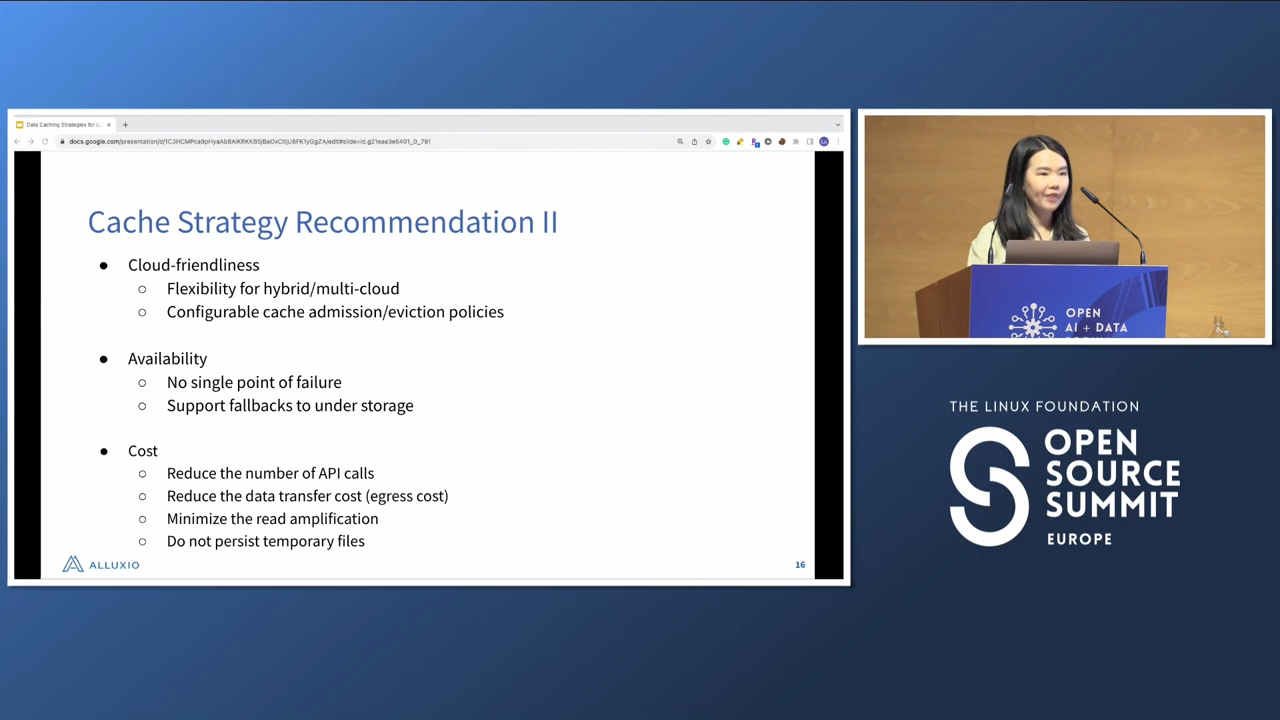 Data Caching Strategies for
Cache Strategy Recommendation II
● Cloud-friendliness
○ Flexibility for hybrid/multi-cloud
○ Configurable cache admission/eviction policies
● Availability
○ No single point of failure
○ Support fallbacks to under storage
● Cost
○ Reduce the number of API calls
○ Reduce the data transfer cost (egress cost)
○ Minimize the read amplification
○ Do not persist temporary files
ALLUXIO
16
OPEN
AI + DATA
THE LINUX FOUNDATION
OPEN
SOURCE
SUMMIT
EUROPE